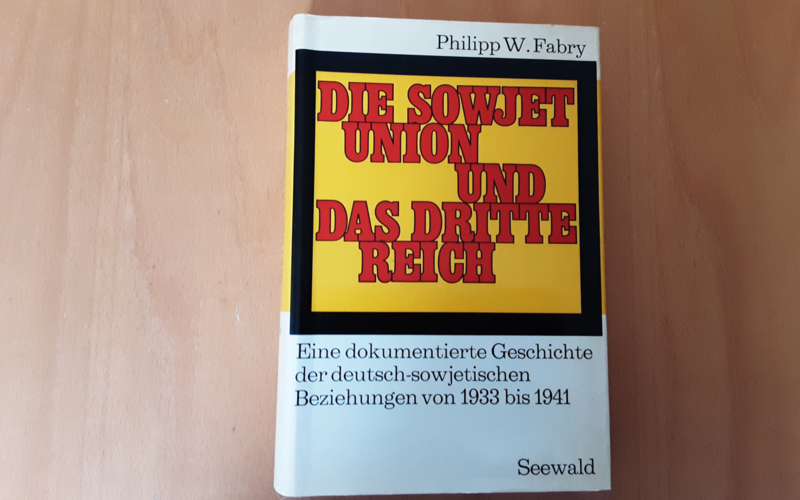 Philipp W. Fabry
DIE SOWJET
UNION
UND
DAS DRITTE
REICH
Eine dokumentierte Geschichte
der deutsch-sowjetischen
Beziehungen von 1933 bis 1941
Seewald